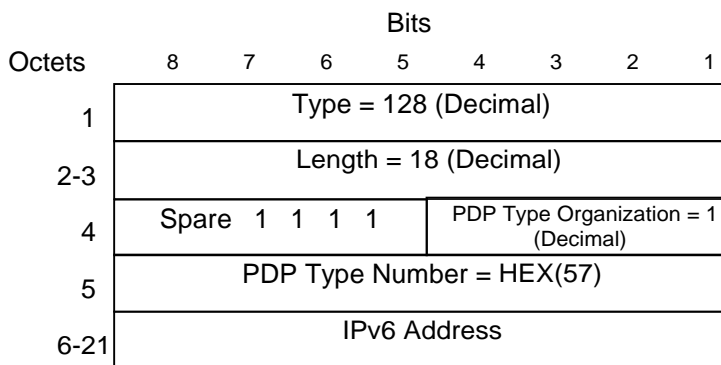 Bits
Octets 8 7 6 5 4 3 2 1
1 Type = 128 (Decimal)
2-3 Length = 18 (Decimal)
4 Spare 1 1 1 1 PDP Type Organization = 1
(Decimal)
5 PDP Type Number = HEX(57)
6-21 IPv6 Address